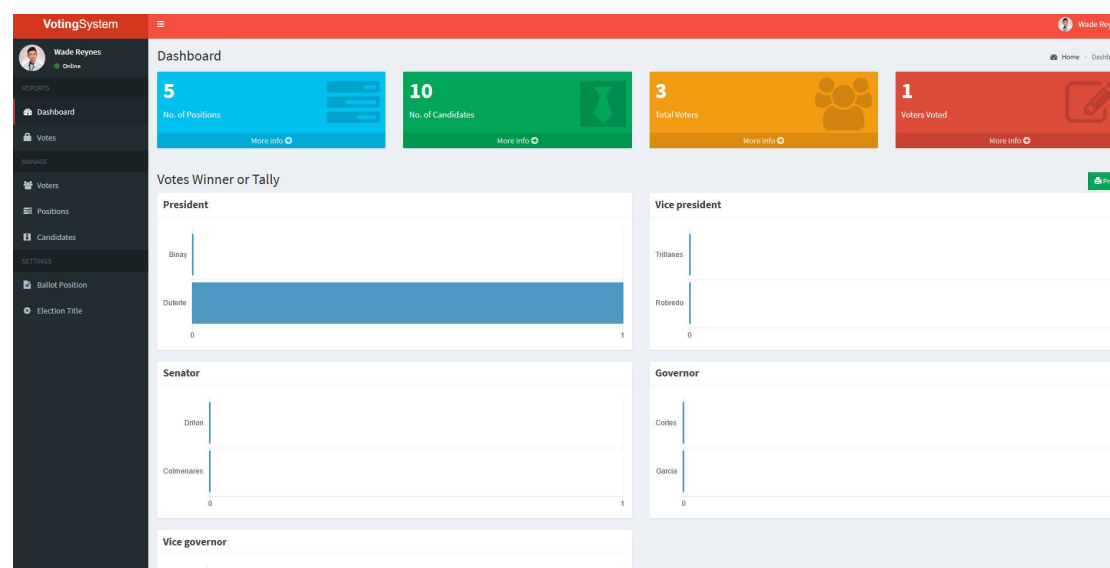 VotingSystem
Wade Reynes
Online
REPORTS
Dashboard
Votes
MANAGE
Voters
Positions
Candidates
SETTINGS
Ballot Position
Election Title
Wade Rey
Dashboard
Home > Dashb
5
No. of Positions
More info
10
No. of Candidates
More info
3
Total Voters
More info
1
Voters Voted
More info
Votes Winner or Tally
Pr
President
Binay
Duterte
0 1
Vice president
Trillanes
Robredo
0
Senator
Drilon
Colmenares
0 1
Governor
Cortes
Garcia
0
Vice governor